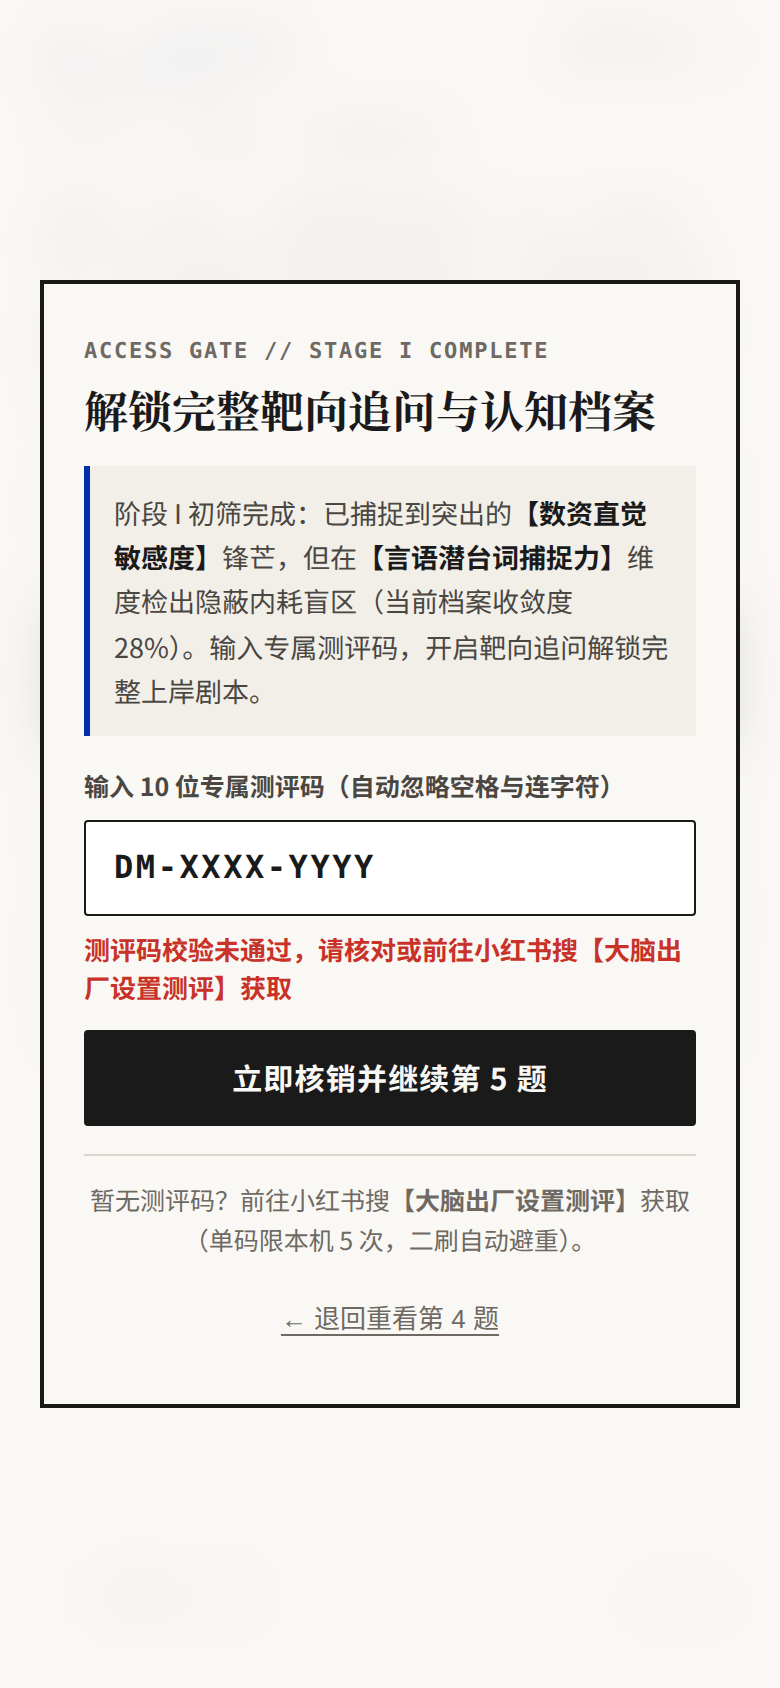 ACCESS GATE // STAGE I COMPLETE
解锁完整靶向追问与认知档案
阶段 I 初筛完成：已捕捉到突出的【数资直觉
敏感度】锋芒，但在【言语潜台词捕捉力】维
度检出隐蔽内耗盲区（当前档案收敛度
28%）。输入专属测评码，开启靶向追问解锁完
整上岸剧本。
输入 10 位专属测评码（自动忽略空格与连字符）
DM-XXXX-YYYY
测评码校验未通过，请核对或前往小红书搜【大脑出
厂设置测评】获取
立即核销并继续第 5 题
暂无测评码？前往小红书搜【大脑出厂设置测评】获取
（单码限本机 5 次，二刷自动避重）。
← 退回重看第 4 题